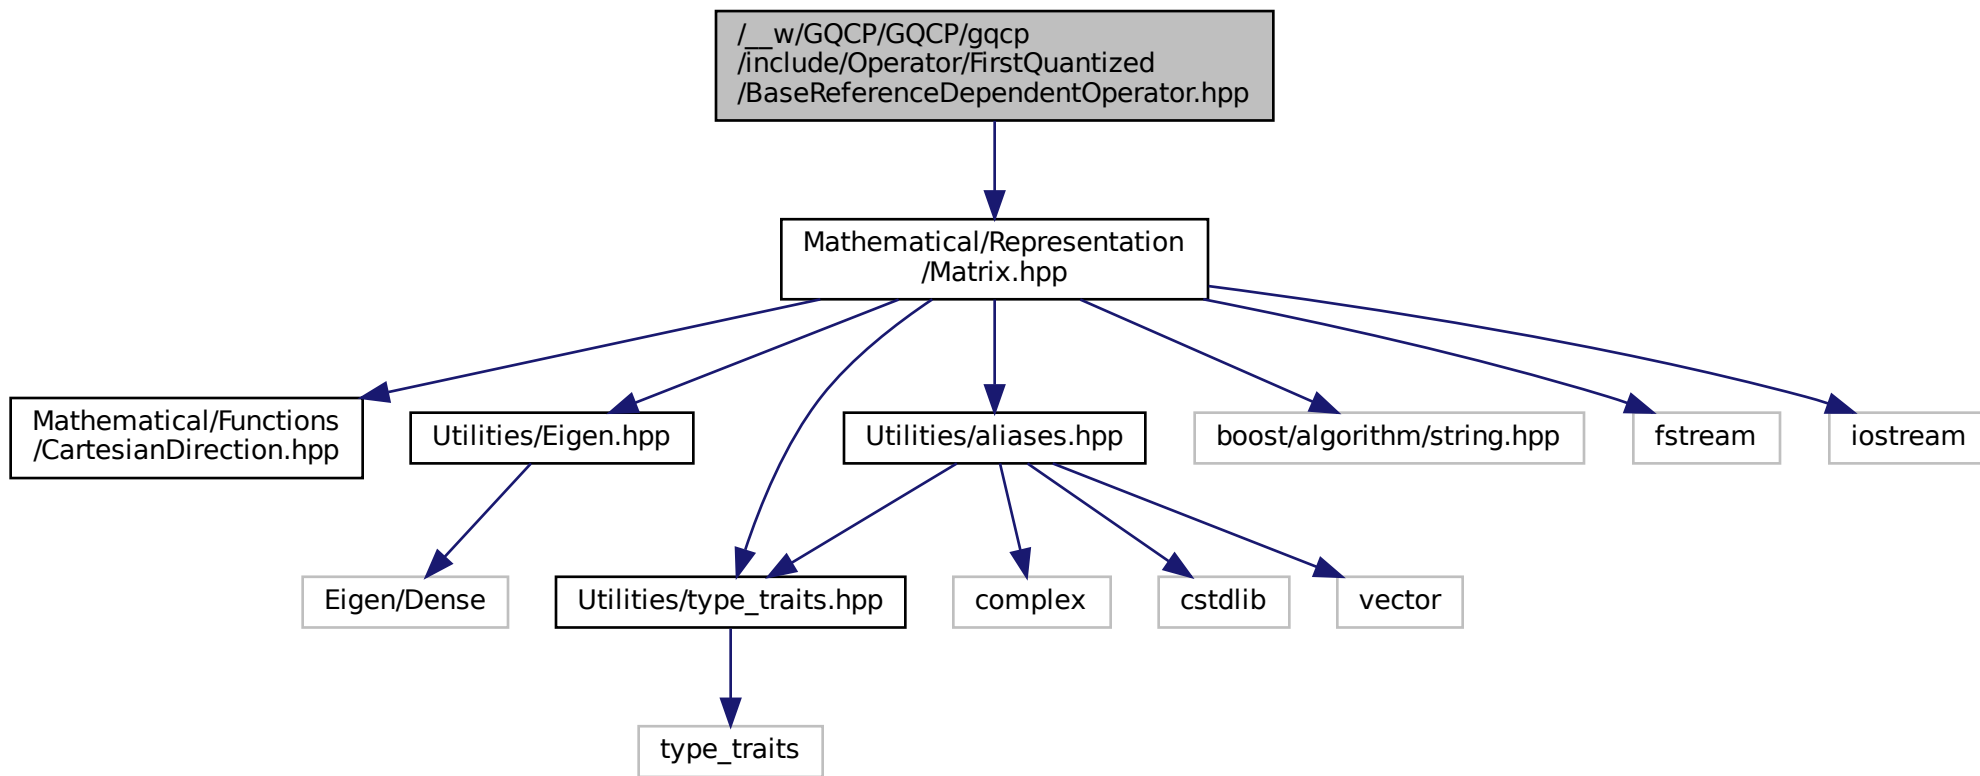 /__w/GQCP/GQCP/gqcp
/include/Operator/FirstQuantized
/BaseReferenceDependentOperator.hpp
Mathematical/Representation
/Matrix.hpp
Mathematical/Functions
/CartesianDirection.hpp
Utilities/Eigen.hpp
Utilities/aliases.hpp
boost/algorithm/string.hpp
fstream
iostream
Eigen/Dense
Utilities/type_traits.hpp
complex
cstdlib
vector
type_traits